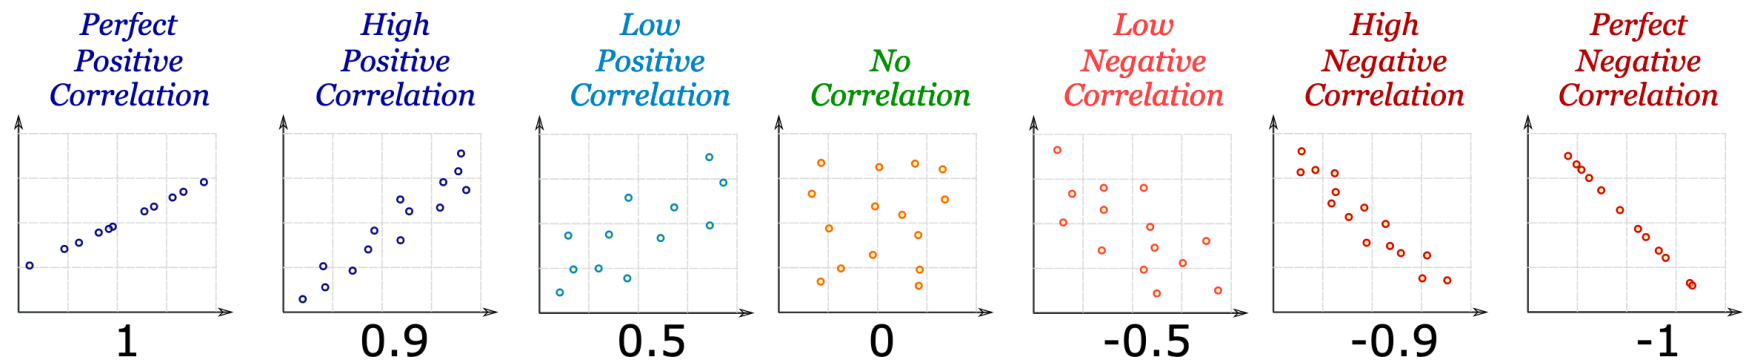 Perfect
Positive
Correlation
High
Positive
Correlation
Low
Positive
Correlation
No
Correlation
Low
Negative
Correlation
High
Negative
Correlation
Perfect
Negative
Correlation
1
0.9
0.5
0
-0.5
-0.9
-1